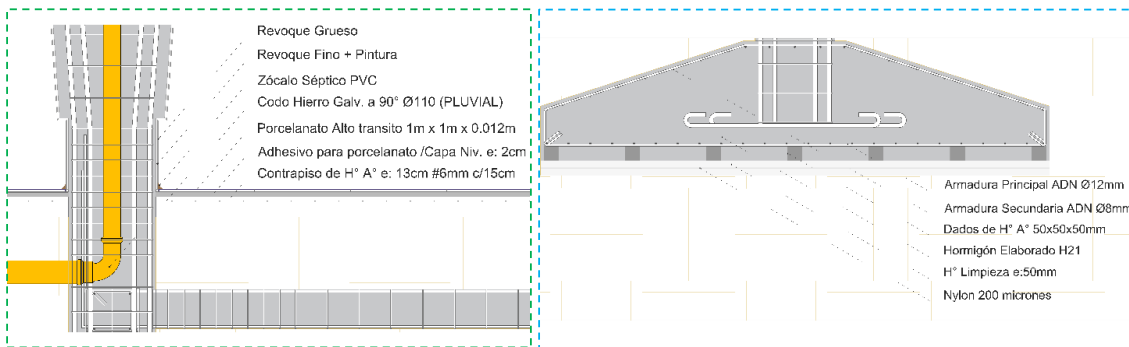 Revoque Grueso
Revoque Fino + Pintura
Zócalo Séptico PVC
Codo Hierro Galv. a 90° Ø110 (PLUVIAL)
Porcelanato Alto transito 1m x 1m x 0.012m
Adhesivo para porcelanato /Capa Niv. e: 2cm
Contrapiso de H° A° e: 13cm #6mm c/15cm
Armadura Principal ADN Ø12mm
Armadura Secundaria ADN Ø8mm
Dados de H° A° 50x50x50mm
Hormigón Elaborado H21
H° Limpieza e:50mm
Nylon 200 micrones